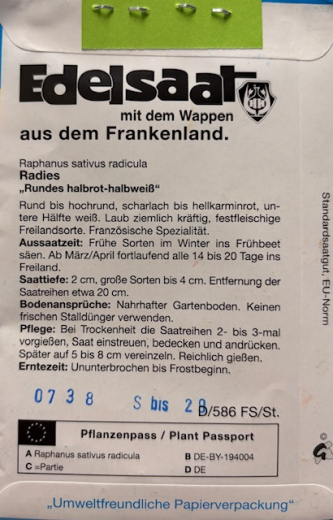 Edelsaat
mit dem Wappen
aus dem Frankenland.
Raphanus sativus radicula
Radies
„Rundes halbrot-halbweiß“
Rund bis hochrund, scharlach bis hellkarminrot, un-
tere Hälfte weiß. Laub ziemlich kräftig, festfleischige
Freilandsorte. Französische Spezialität.
Aussaatzeit: Frühe Sorten im Winter ins Frühbeet
säen. Ab März/April fortlaufend alle 14 bis 20 Tage ins
Freiland.
Saattiefe: 2 cm, große Sorten bis 4 cm. Entfernung der
Saatreihen etwa 20 cm.
Bodenansprüche: Nahrhafter Gartenboden. Keinen
frischen Stalldünger verwenden.
Pflege: Bei Trockenheit die Saatreihen 2- bis 3-mal
vorgießen, Saat einstreuen, bedecken und andrücken.
Später auf 5 bis 8 cm vereinzeln. Reichlich gießen.
Erntezeit: Ununterbrochen bis Frostbeginn.
Standardsaatgut, EU-Norm
0738 S bis
D/586 FS/St.
Pflanzenpass / Plant Passport
A Raphanus sativus radicula B DE-BY-194004
C =Partie D DE
„Umweltfreundliche Papierverpackung“